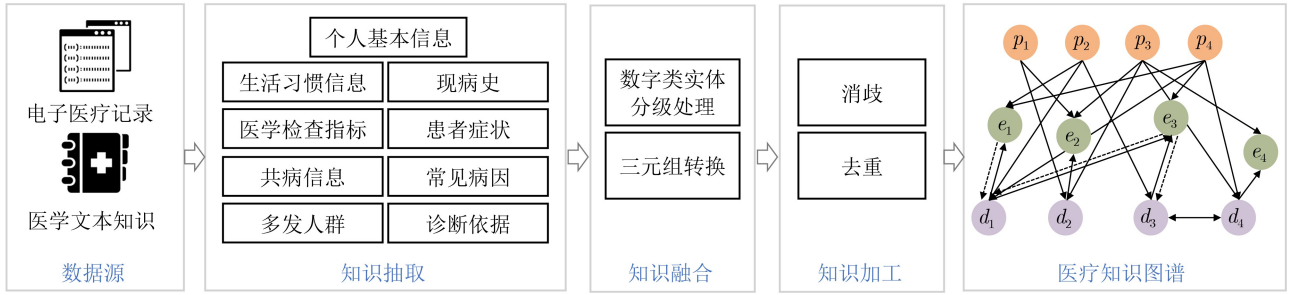 电子医疗记录
医学文本知识
数据源
个人基本信息
生活习惯信息
现病史
医学检查指标
患者症状
共病信息
常见病因
多发人群
诊断依据
知识抽取
数字类实体
分级处理
三元组转换
知识融合
消歧
去重
知识加工
p1 p2 p3 p4
e1 e2 e3 e4
d1 d2 d3 d4
医疗知识图谱